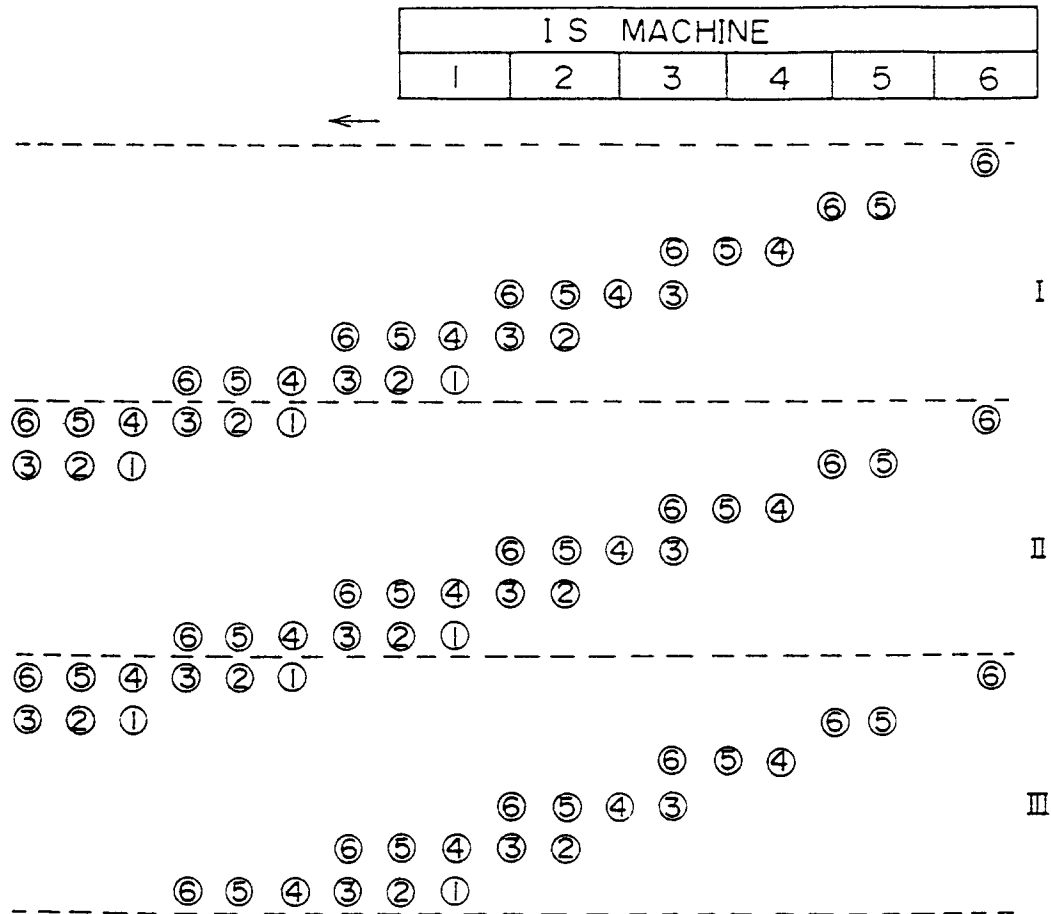 I S MACHINE
1 2 3 4 5 6
⑥
⑥ ⑤
⑥ ⑤ ④
⑥ ⑤ ④ ③ I
⑥ ⑤ ④ ③ ②
⑥ ⑤ ④ ③ ② ①
⑥ ⑤ ④ ③ ② ① ⑥
③ ② ① ⑥ ⑤
⑥ ⑤ ④
⑥ ⑤ ④ ③ II
⑥ ⑤ ④ ③ ②
⑥ ⑤ ④ ③ ② ①
⑥ ⑤ ④ ③ ② ① ⑥
③ ② ① ⑥ ⑤
⑥ ⑤ ④
⑥ ⑤ ④ ③ III
⑥ ⑤ ④ ③ ②
⑥ ⑤ ④ ③ ② ①